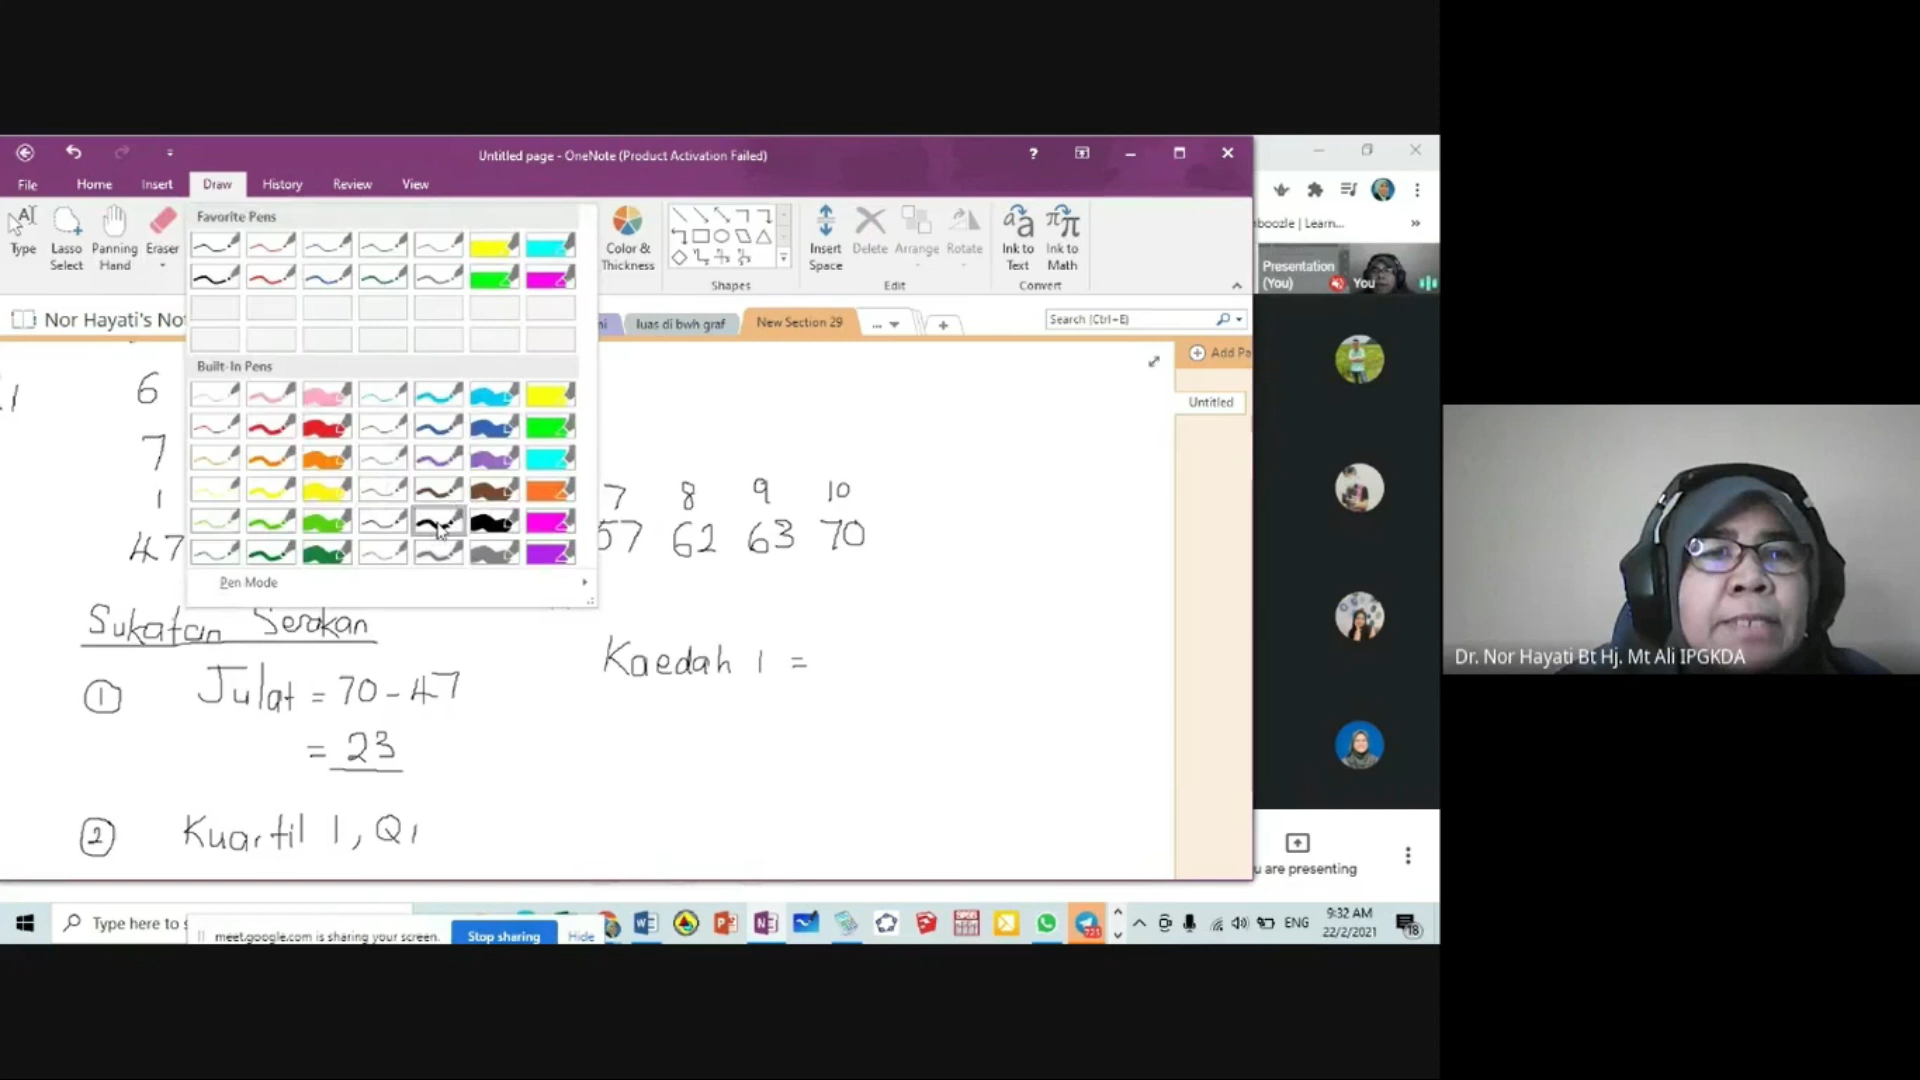 Untitled page - OneNote (Product Activation Failed)
File Home Insert Draw History Review View
Type
Lasso Select
Panning Hand
Eraser
Favorite Pens
Built-In Pens
Pen Mode
Color & Thickness
Shapes
Insert Space
Delete
Arrange
Rotate
Edit
Ink to Text
Ink to Math
Convert
Nor Hayati's Not
luas di bwh graf
New Section 29
Search (Ctrl+E)
Add Pa
Untitled
6
7
1
47
7 8 9 10
57 62 63 70
Sukatan Serakan
① Julat = 70 - 47
= 23
Kaedah 1 =
② Kuartil 1, Q1
boozle | Learn...
Presentation (You)
You
u are presenting
Dr. Nor Hayati Bt Hj. Mt Ali IPGKDA
Type here to s
meet.google.com is sharing your screen.
Stop sharing
Hide
ENG
9:32 AM
22/2/2021
18